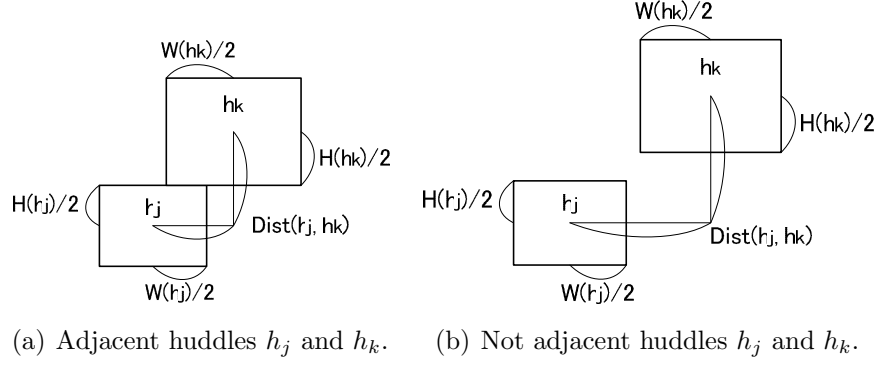 W(hk)/2
hk
H(hk)/2
H(hj)/2
hj
Dist(hj, hk)
W(hj)/2
(a) Adjacent huddles hj and hk.
W(hk)/2
hk
H(hk)/2
H(hj)/2
hj
Dist(hj, hk)
W(hj)/2
(b) Not adjacent huddles hj and hk.